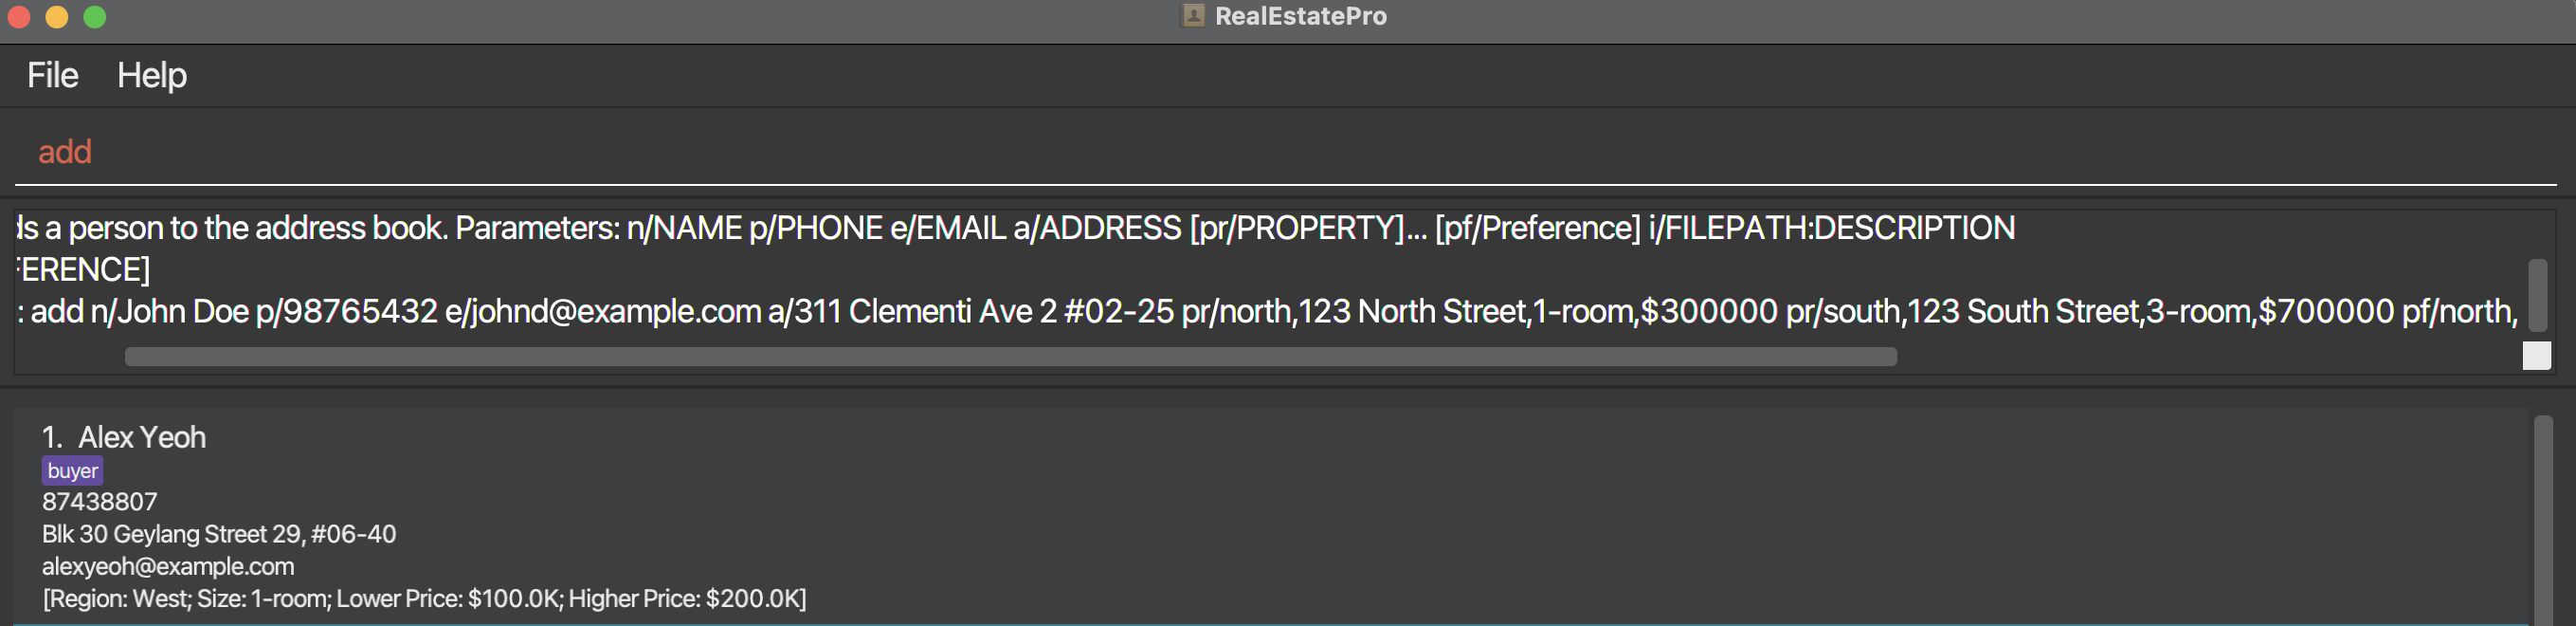 RealEstatePro
File Help
add
s a person to the address book. Parameters: n/NAME p/PHONE e/EMAIL a/ADDRESS [pr/PROPERTY]... [pf/Preference] i/FILEPATH:DESCRIPTION
ERENCE]
: add n/John Doe p/98765432 e/johnd@example.com a/311 Clementi Ave 2 #02-25 pr/north,123 North Street,1-room,$300000 pr/south,123 South Street,3-room,$700000 pf/north,
1. Alex Yeoh
buyer
87438807
Blk 30 Geylang Street 29, #06-40
alexyeoh@example.com
[Region: West; Size: 1-room; Lower Price: $100.0K; Higher Price: $200.0K]